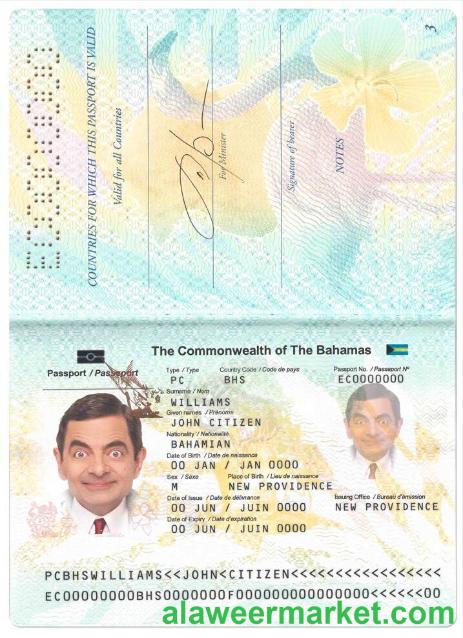 EC0000000
COUNTRIES FOR WHICH THIS PASSPORT IS VALID
Valid for all Countries
For Minister
Signature of bearer
NOTES
3
The Commonwealth of The Bahamas
Passport / Passeport
Type / Type
Country Code / Code de pays
Passport No. / Passeport Nº
PC
BHS
EC0000000
Surname / Nom
WILLIAMS
Given names / Prénoms
JOHN CITIZEN
Nationality / Nationalité
BAHAMIAN
Date of Birth / Date de naissance
00 JAN / JAN 0000
Sex / Sexe
Place of Birth / Lieu de naissance
M
NEW PROVIDENCE
Date of Issue / Date de délivrance
Issuing Office / Bureau d'émission
00 JUN / JUIN 0000
NEW PROVIDENCE
Date of Expiry / Date d'expiration
00 JUN / JUIN 0000
PCBHSWILLIAMS<<JOHN<CITIZEN<<<<<<<<<<<<<<<<<
EC00000000BHS0000000F000000000000000<<<<<<00
alaweermarket.com